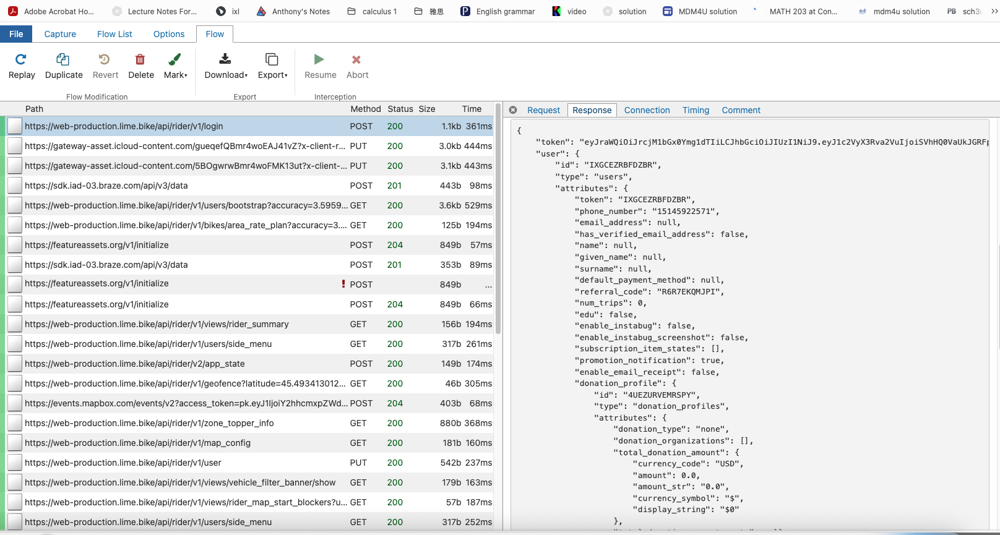 Adobe Acrobat Ho... Lecture Notes For... ixl Anthony's Notes calculus 1 雅思 English grammar video solution MDM4U solution MATH 203 at Con... mdm4u solution PB sch3u
File Capture Flow List Options Flow
Replay Duplicate Revert Delete Mark▾ Download▾ Export▾ Resume Abort
Flow Modification Export Interception
Path Method Status Size Time
https://web-production.lime.bike/api/rider/v1/login POST 200 1.1kb 361ms
https://gateway-asset.icloud-content.com/gueqefQBmr4woEAJ41vZ?x-client-r... PUT 200 3.0kb 444ms
https://gateway-asset.icloud-content.com/5BOgwrwBmr4woFMK13ut?x-client-... PUT 200 3.1kb 443ms
https://sdk.iad-03.braze.com/api/v3/data POST 201 443b 98ms
https://web-production.lime.bike/api/rider/v1/users/bootstrap?accuracy=3.5959... GET 200 3.6kb 529ms
https://web-production.lime.bike/api/rider/v1/bikes/area_rate_plan?accuracy=3.... GET 200 125b 194ms
https://featureassets.org/v1/initialize POST 204 849b 57ms
https://sdk.iad-03.braze.com/api/v3/data POST 201 353b 89ms
https://featureassets.org/v1/initialize ! POST 849b ...
https://featureassets.org/v1/initialize POST 204 849b 66ms
https://web-production.lime.bike/api/rider/v1/views/rider_summary GET 200 156b 194ms
https://web-production.lime.bike/api/rider/v1/users/side_menu GET 200 317b 261ms
https://web-production.lime.bike/api/rider/v2/app_state POST 200 149b 174ms
https://web-production.lime.bike/api/rider/v1/geofence?latitude=45.493413012... GET 200 46b 305ms
https://events.mapbox.com/events/v2?access_token=pk.eyJ1IjoiY2hhcmxpZWd... POST 204 403b 68ms
https://web-production.lime.bike/api/rider/v1/zone_topper_info GET 200 880b 368ms
https://web-production.lime.bike/api/rider/v1/map_config GET 200 181b 160ms
https://web-production.lime.bike/api/rider/v1/user PUT 200 542b 237ms
https://web-production.lime.bike/api/rider/v1/views/vehicle_filter_banner/show GET 200 179b 163ms
https://web-production.lime.bike/api/rider/v1/views/rider_map_start_blockers?u... GET 200 57b 187ms
https://web-production.lime.bike/api/rider/v1/users/side_menu GET 200 317b 252ms
Request Response Connection Timing Comment
{
"token": "eyJraWQiOiJrcjM1bGx0Ymg1dTIiLCJhbGciOiJIUzI1NiJ9.eyJ1c2VyX3Rva2VuIjoiSVhHQ0VaUkJGRFp
"user": {
"id": "IXGCEZRBFDZBR",
"type": "users",
"attributes": {
"token": "IXGCEZRBFDZBR",
"phone_number": "15145922571",
"email_address": null,
"has_verified_email_address": false,
"name": null,
"given_name": null,
"surname": null,
"default_payment_method": null,
"referral_code": "R6R7EKQMJPI",
"num_trips": 0,
"edu": false,
"enable_instabug": false,
"enable_instabug_screenshot": false,
"subscription_item_states": [],
"promotion_notification": true,
"enable_email_receipt": false,
"donation_profile": {
"id": "4UEZURVEMRSPY",
"type": "donation_profiles",
"attributes": {
"donation_type": "none",
"donation_organizations": [],
"total_donation_amount": {
"currency_code": "USD",
"amount": 0.0,
"amount_str": "0.0",
"currency_symbol": "$",
"display_string": "$0"
},